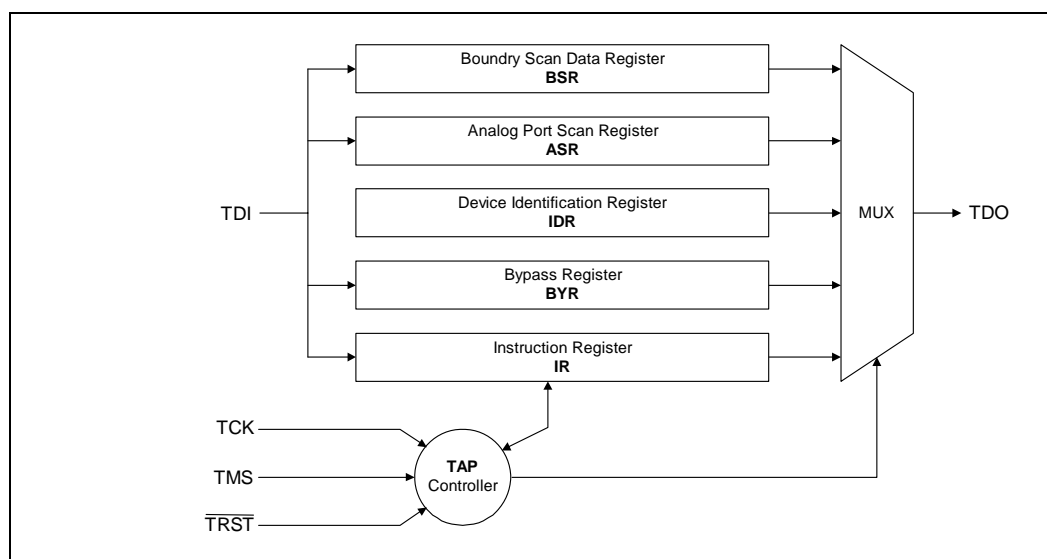 Boundry Scan Data Register
BSR
Analog Port Scan Register
ASR
TDI
Device Identification Register
IDR
MUX
TDO
Bypass Register
BYR
Instruction Register
IR
TCK
TMS
TRST
TAP
Controller